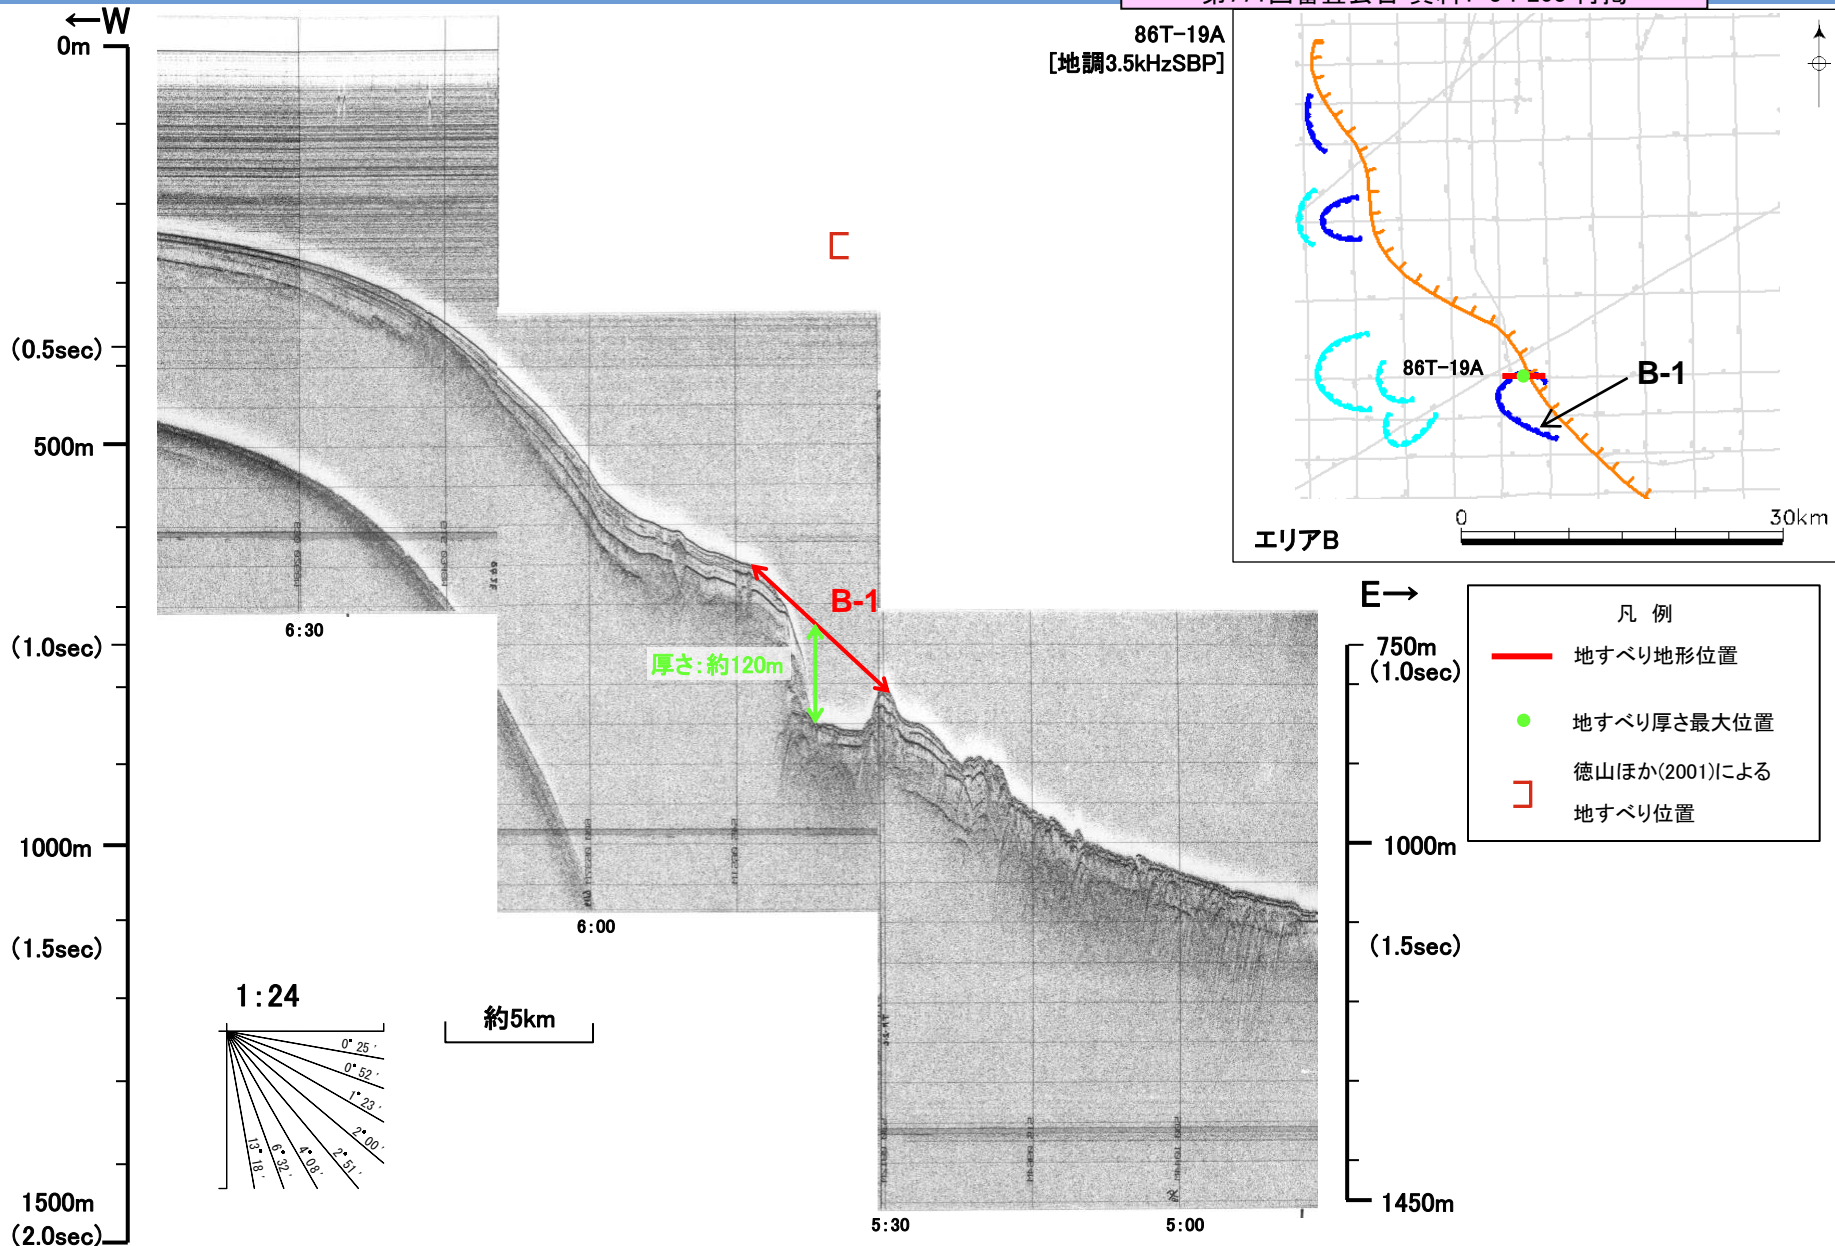 ←W
0m
(0.5sec)
500m
(1.0sec)
1000m
(1.5sec)
1500m
(2.0sec)
86T-19A
[地調3.5kHzSBP]
86T-19A
B-1
エリアB
0
30km
B-1
厚さ:約120m
6:30
6:00
5:30
5:00
E→
750m
(1.0sec)
1000m
(1.5sec)
1450m
凡 例
地すべり地形位置
地すべり厚さ最大位置
徳山ほか(2001)による
地すべり位置
1:24
約5km
0°25'
0°52'
1°23'
2°00'
2°51'
4°08'
6°32'
13°18'